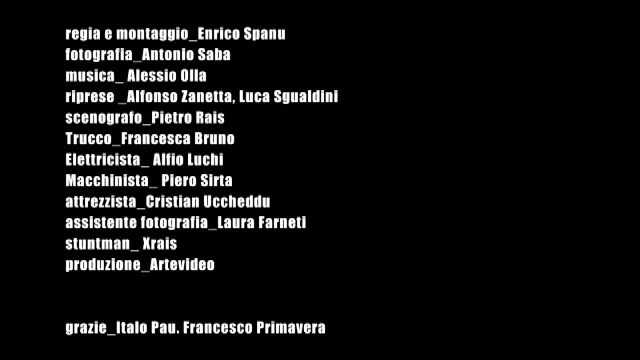 regia e montaggio_Enrico Spanu
fotografia_Antonio Saba
musica_ Alessio Olla
riprese _Alfonso Zanetta, Luca Sgualdini
scenografo_Pietro Rais
Trucco_Francesca Bruno
Elettricista_ Alfio Luchi
Macchinista_ Piero Sirta
attrezzista_Cristian Uccheddu
assistente fotografia_Laura Farneti
stuntman_ Xrais
produzione_Artevideo
grazie_Italo Pau. Francesco Primavera